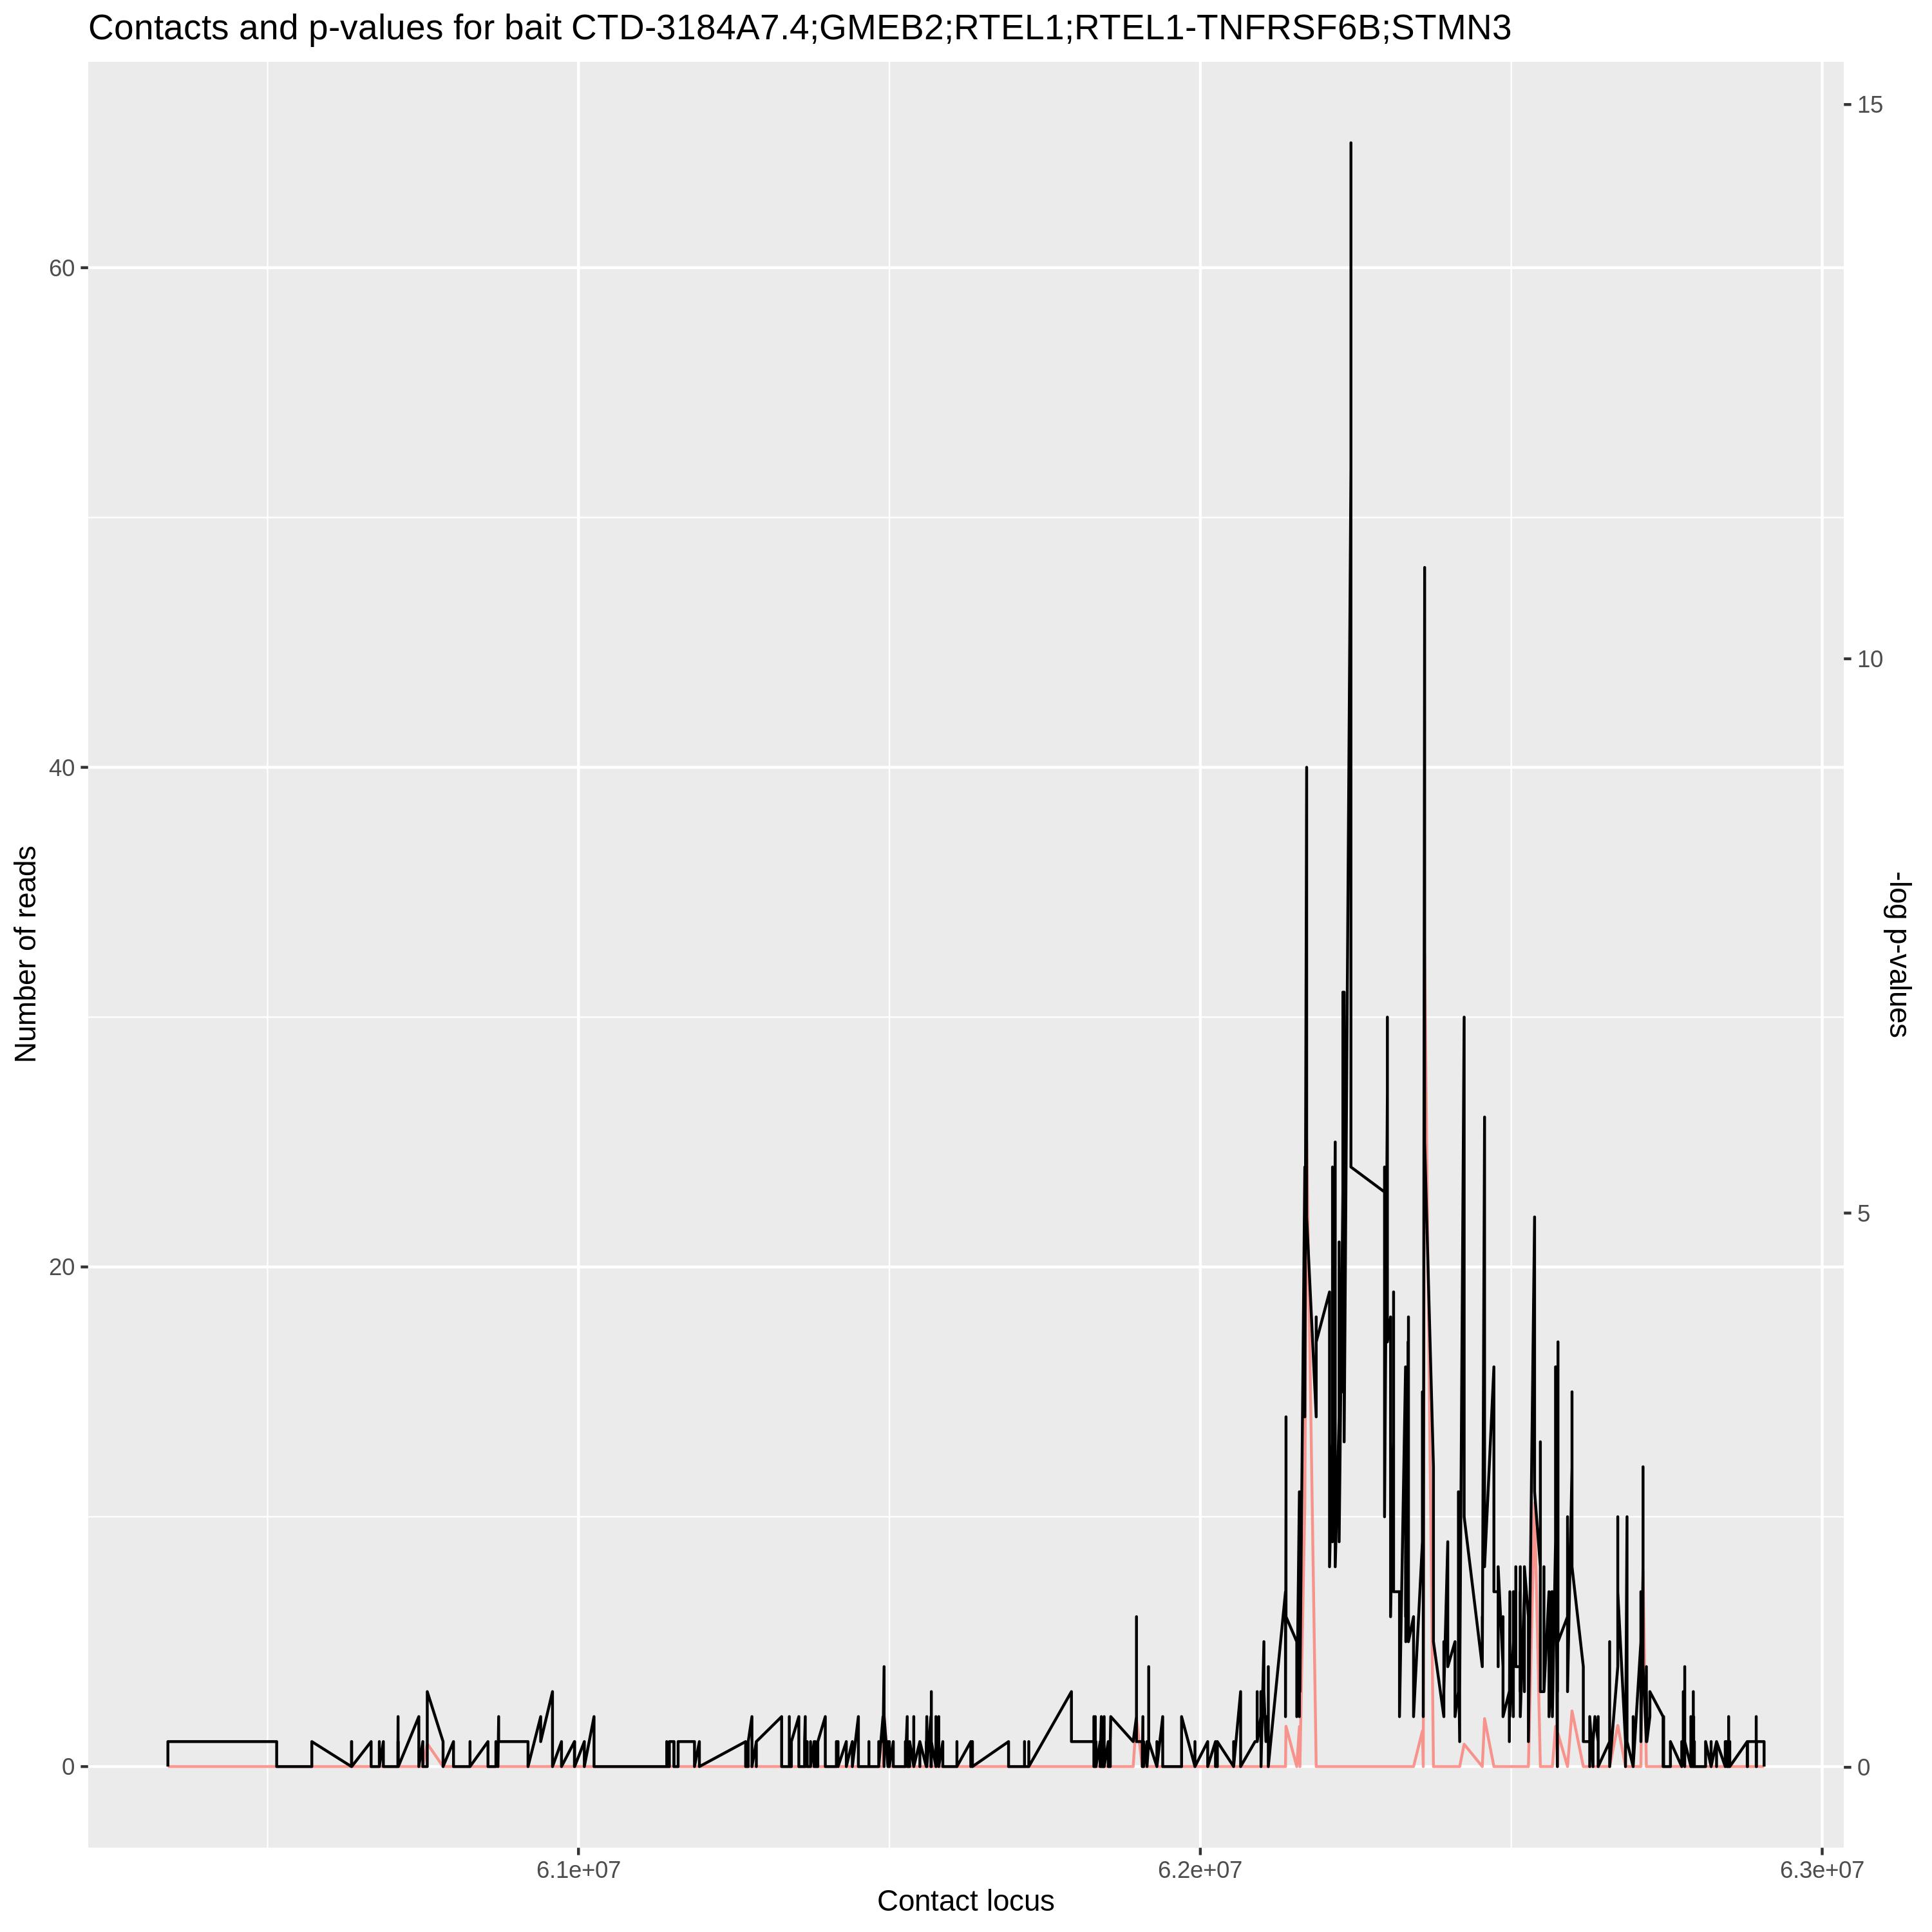 Contacts and p-values for bait CTD-3184A7.4;GMEB2;RTEL1;RTEL1-TNFRSF6B;STMN3
15
60
10
40
Number of reads
-log p-values
5
20
0
0
6.1e+07
6.2e+07
6.3e+07
Contact locus